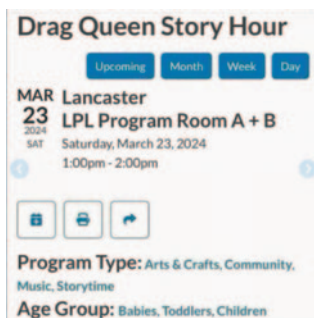 Drag Queen Story Hour
Upcoming Month Week Day
MAR
23
2024
SAT
Lancaster
LPL Program Room A + B
Saturday, March 23, 2024
1:00pm - 2:00pm
Program Type: Arts & Crafts, Community,
Music, Storytime
Age Group: Babies, Toddlers, Children